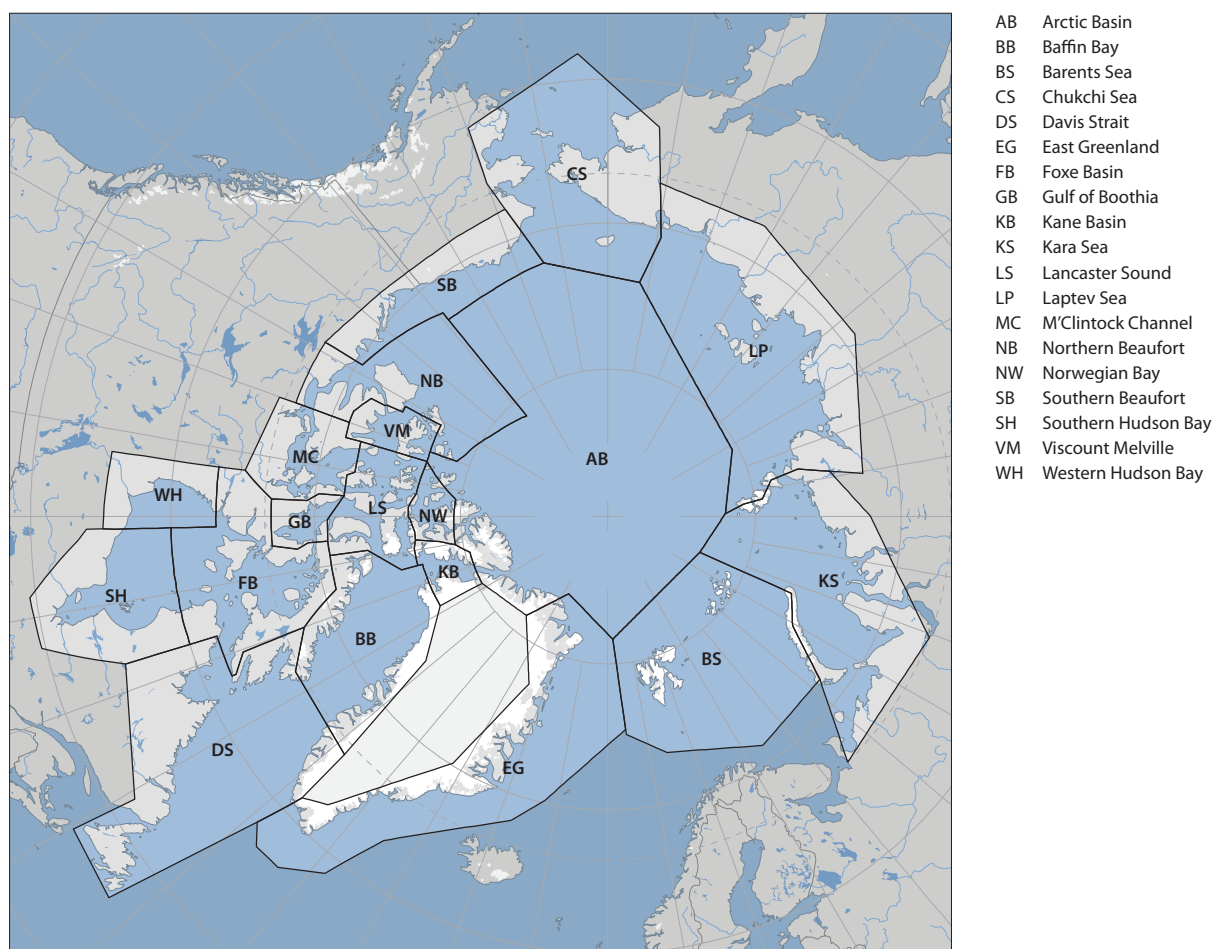 CS
SB
LP
NB
VM
MC
AB
WH
LS
GB
NW
KB
FB
KS
SH
BB
BS
DS
EG
AB Arctic Basin
BB Baffin Bay
BS Barents Sea
CS Chukchi Sea
DS Davis Strait
EG East Greenland
FB Foxe Basin
GB Gulf of Boothia
KB Kane Basin
KS Kara Sea
LS Lancaster Sound
LP Laptev Sea
MC M'Clintock Channel
NB Northern Beaufort
NW Norwegian Bay
SB Southern Beaufort
SH Southern Hudson Bay
VM Viscount Melville
WH Western Hudson Bay